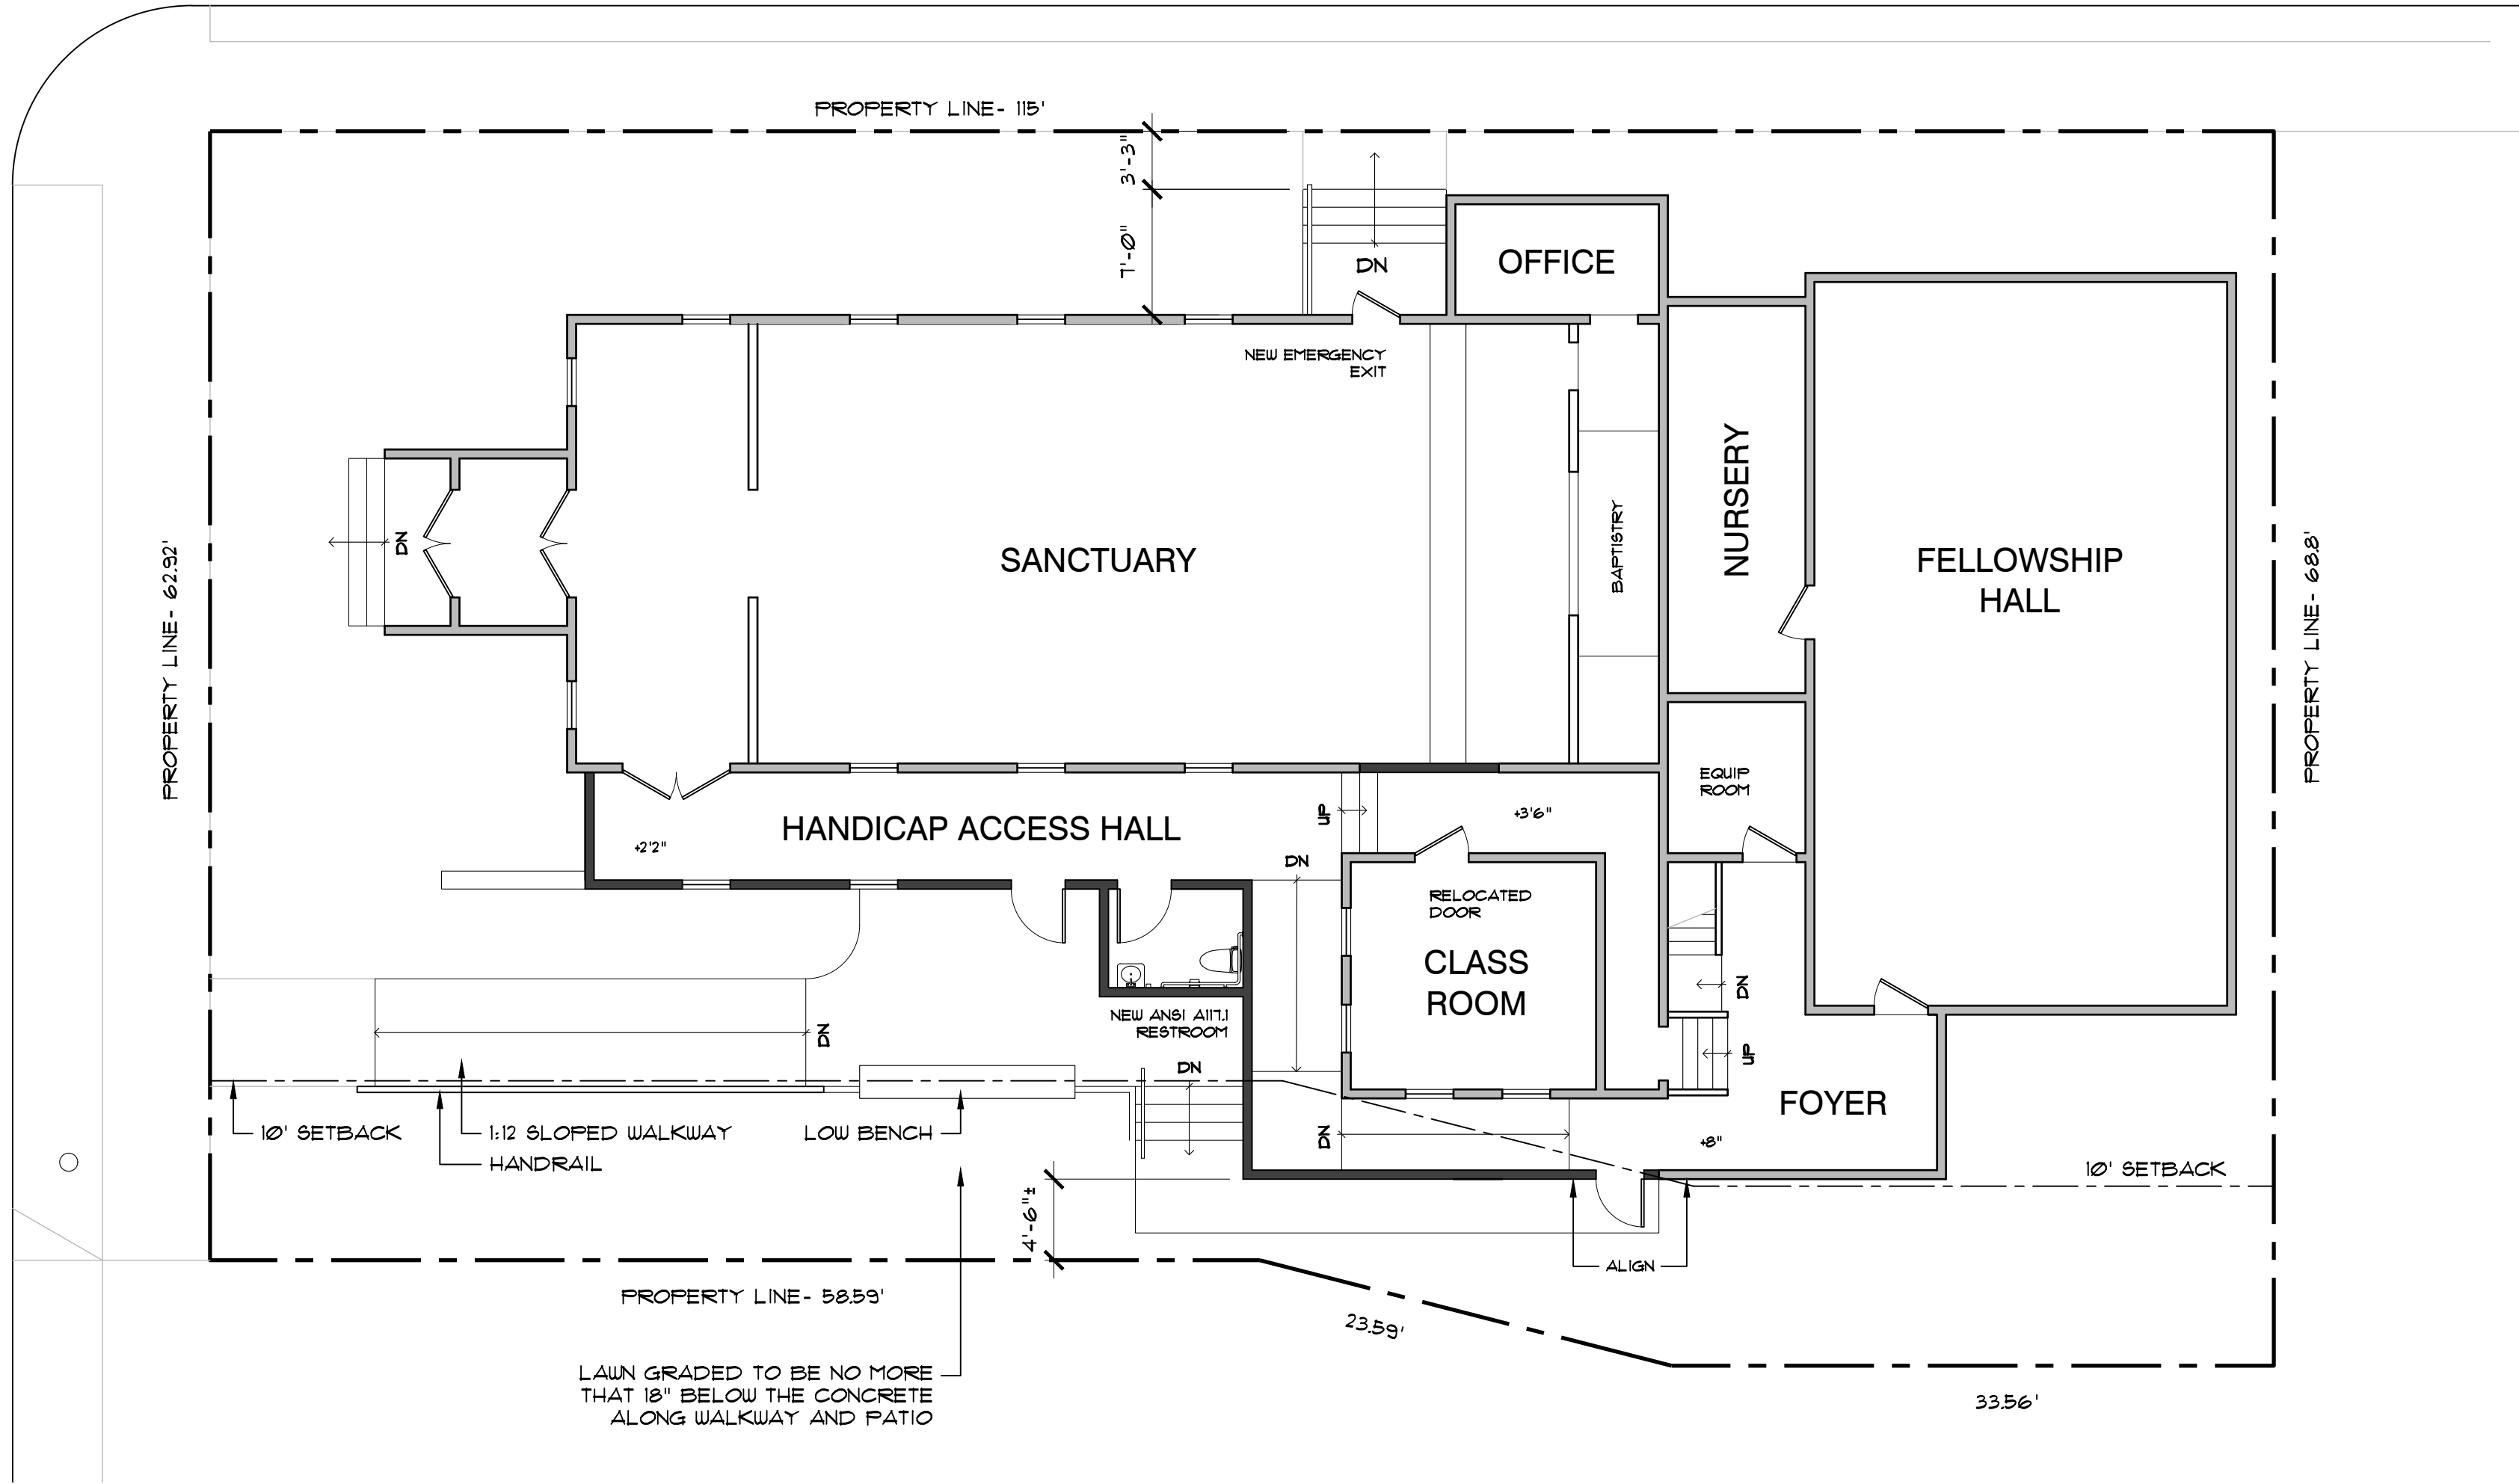 PROPERTY LINE- 115'
3'-3"
7'-0"
DN
OFFICE
NEW EMERGENCY
EXIT
PROPERTY LINE- 62.92'
DN
SANCTUARY
BAPTISTRY
NURSERY
FELLOWSHIP
HALL
PROPERTY LINE- 68.8'
EQUIP
ROOM
HANDICAP ACCESS HALL
+2'2"
UP
+3'6"
DN
RELOCATED
DOOR
CLASS
ROOM
DN
NEW ANSI A117.1
RESTROOM
DN
DN
UP
FOYER
+8"
DN
10' SETBACK
1:12 SLOPED WALKWAY
HANDRAIL
LOW BENCH
10' SETBACK
4'-6"±
ALIGN
PROPERTY LINE- 58.59'
23.59'
33.56'
LAWN GRADED TO BE NO MORE
THAT 18" BELOW THE CONCRETE
ALONG WALKWAY AND PATIO